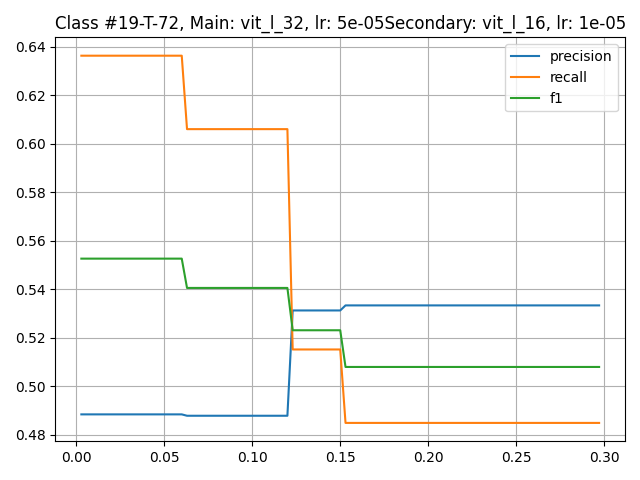 Class #19-T-72, Main: vit_l_32, lr: 5e-05Secondary: vit_l_16, lr: 1e-05
precision
recall
f1
0.64
0.62
0.60
0.58
0.56
0.54
0.52
0.50
0.48
0.00 0.05 0.10 0.15 0.20 0.25 0.30